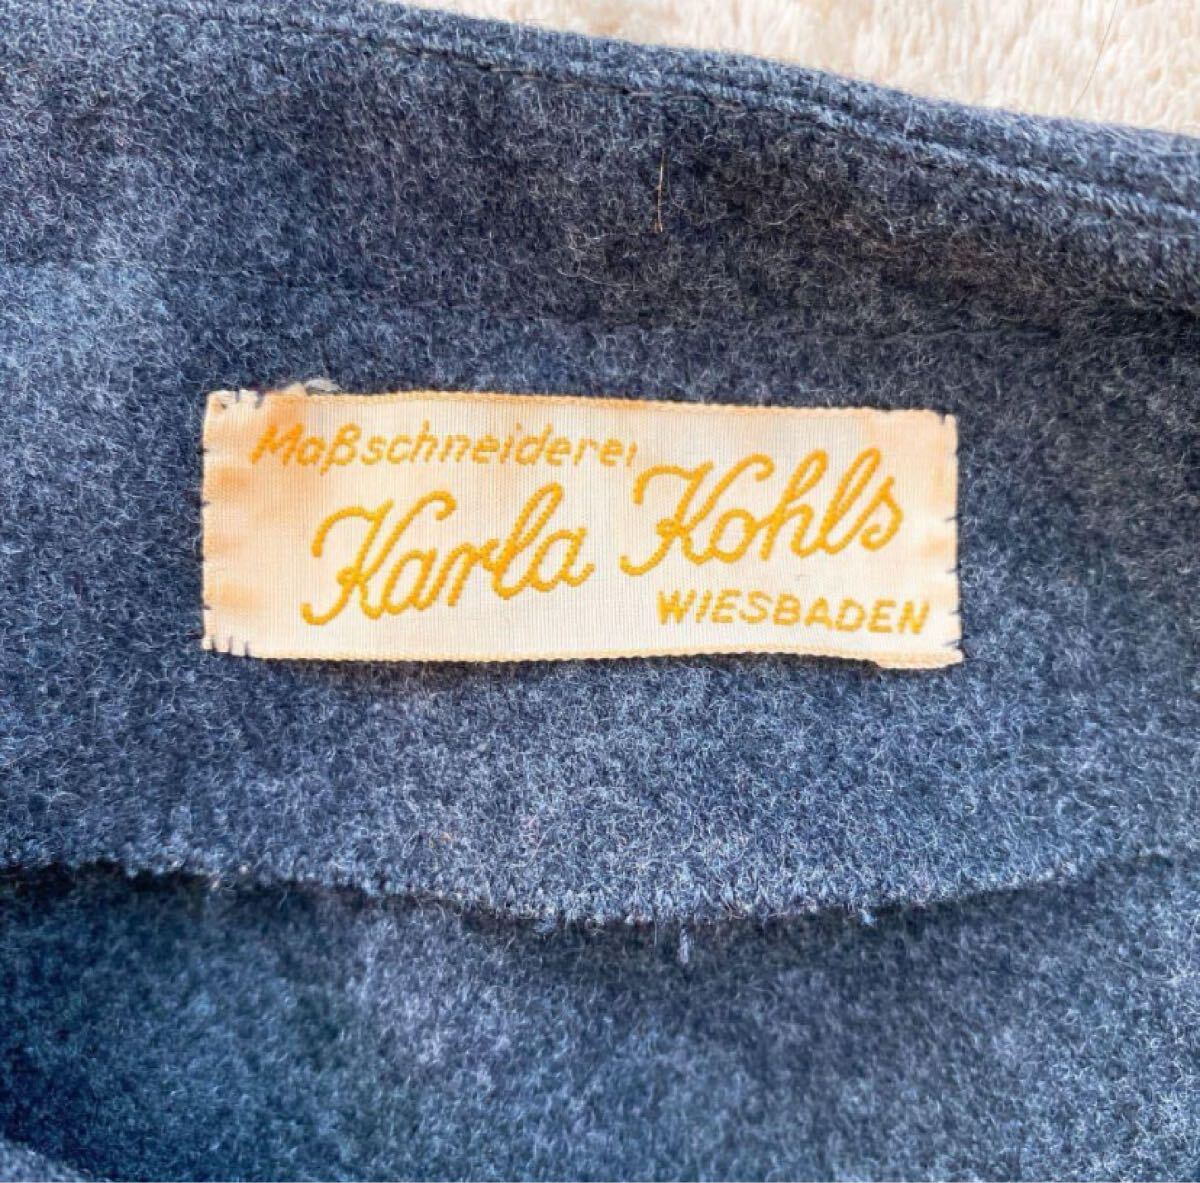 Maßschneiderei
Karla Kohls
WIESBADEN